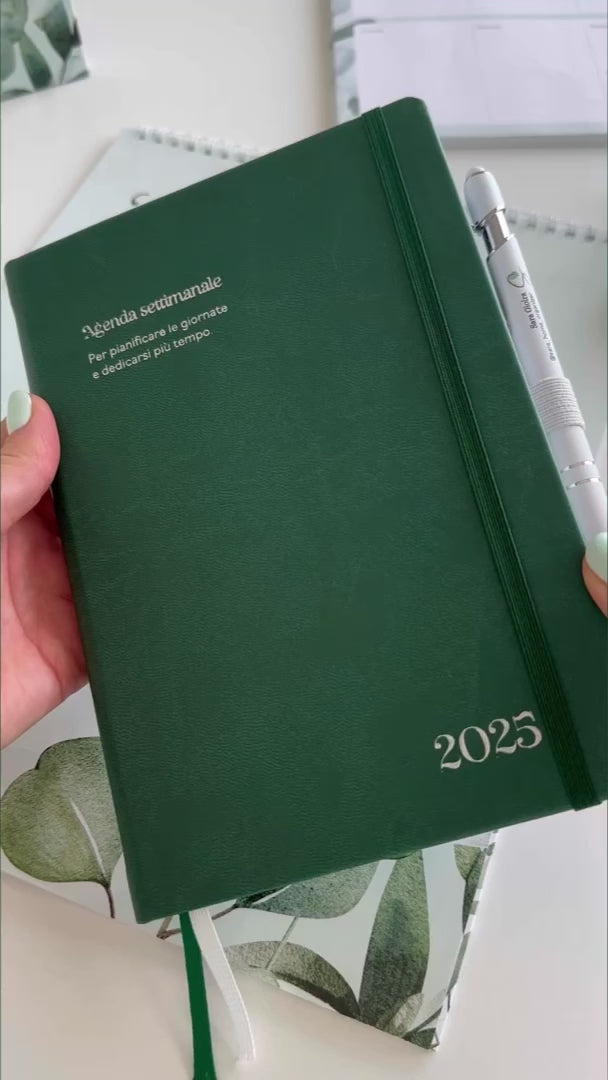 Agenda settimanale
Per pianificare le giornate
e dedicarsi più tempo.
2025